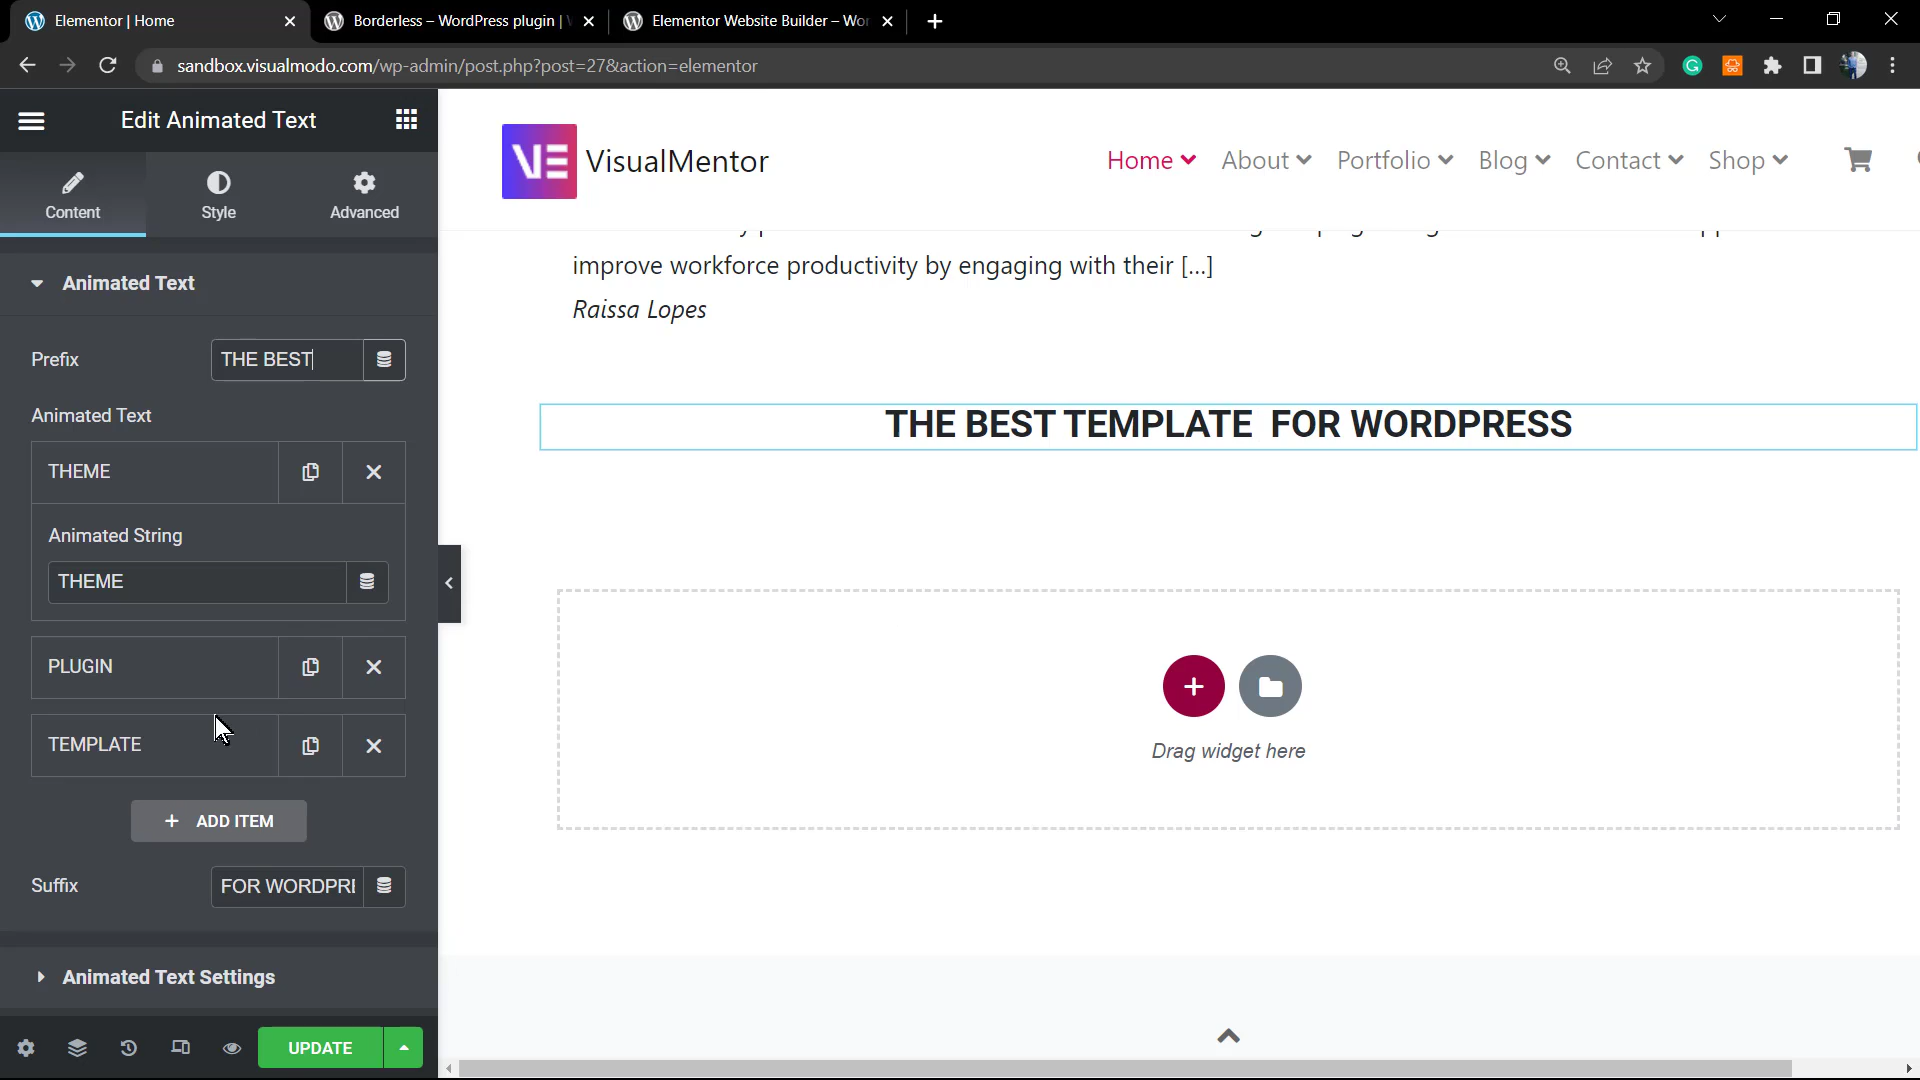 Elementor | Home
Borderless – WordPress plugin |
Elementor Website Builder – Wor
sandbox.visualmodo.com/wp-admin/post.php?post=27&action=elementor
Edit Animated Text
Content
Style
Advanced
Animated Text
Prefix
THE BEST
Animated Text
THEME
Animated String
THEME
PLUGIN
TEMPLATE
+ ADD ITEM
Suffix
FOR WORDPRE
Animated Text Settings
UPDATE
VE VisualMentor
Home
About
Portfolio
Blog
Contact
Shop
improve workforce productivity by engaging with their [...]
Raissa Lopes
THE BEST TEMPLATE FOR WORDPRESS
Drag widget here